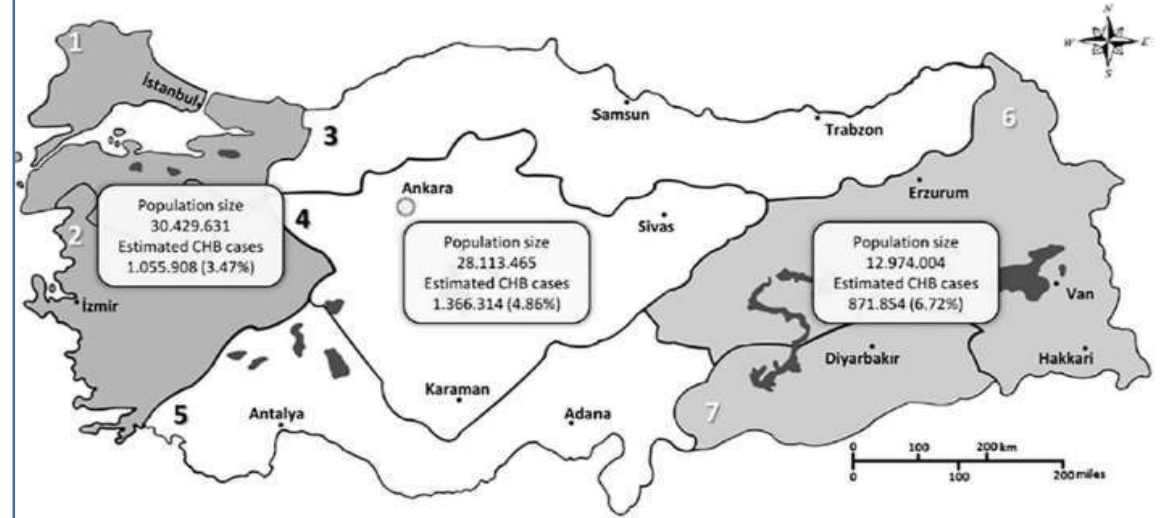 N
W E
S
1
İstanbul
3
Samsun
Trabzon
6
Ankara
Erzurum
2
Population size
30.429.631
Estimated CHB cases
1.055.908 (3.47%)
4
Sivas
Population size
28.113.465
Estimated CHB cases
1.366.314 (4.86%)
Population size
12.974.004
Estimated CHB cases
871.854 (6.72%)
Van
İzmir
Diyarbakır
Hakkari
Karaman
5
Antalya
Adana
7
0 100 200 km
0 100 200 miles